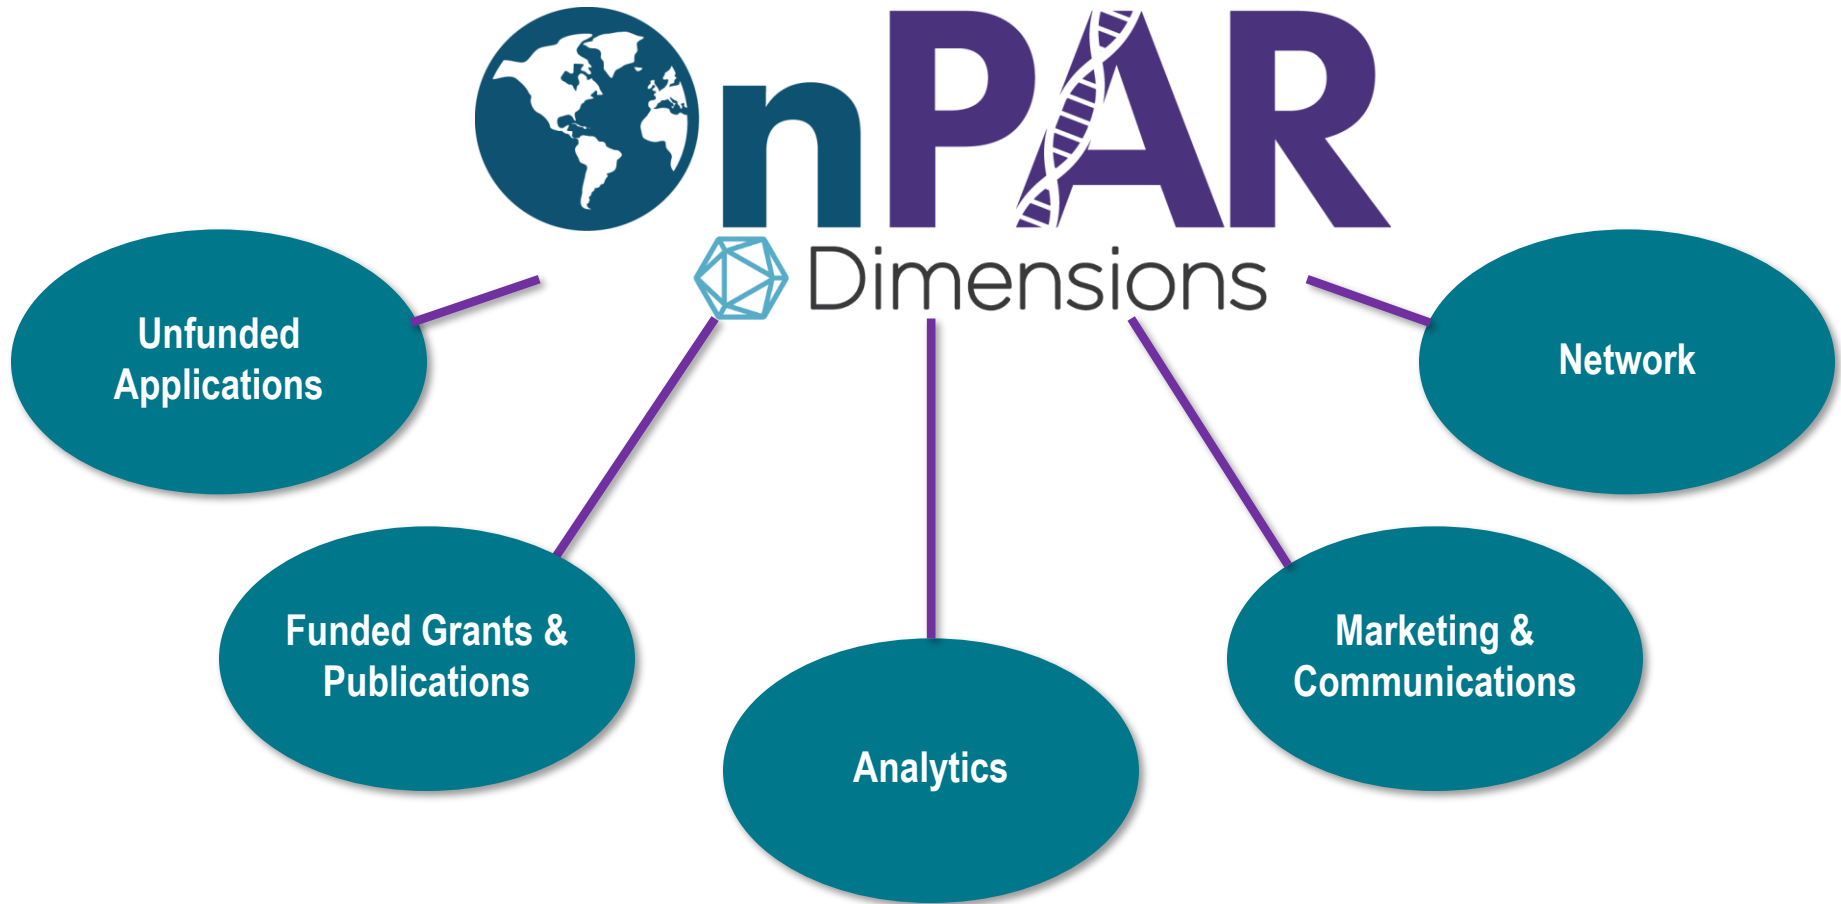 OnPAR
Dimensions
Unfunded
Applications
Network
Funded Grants &
Publications
Marketing &
Communications
Analytics